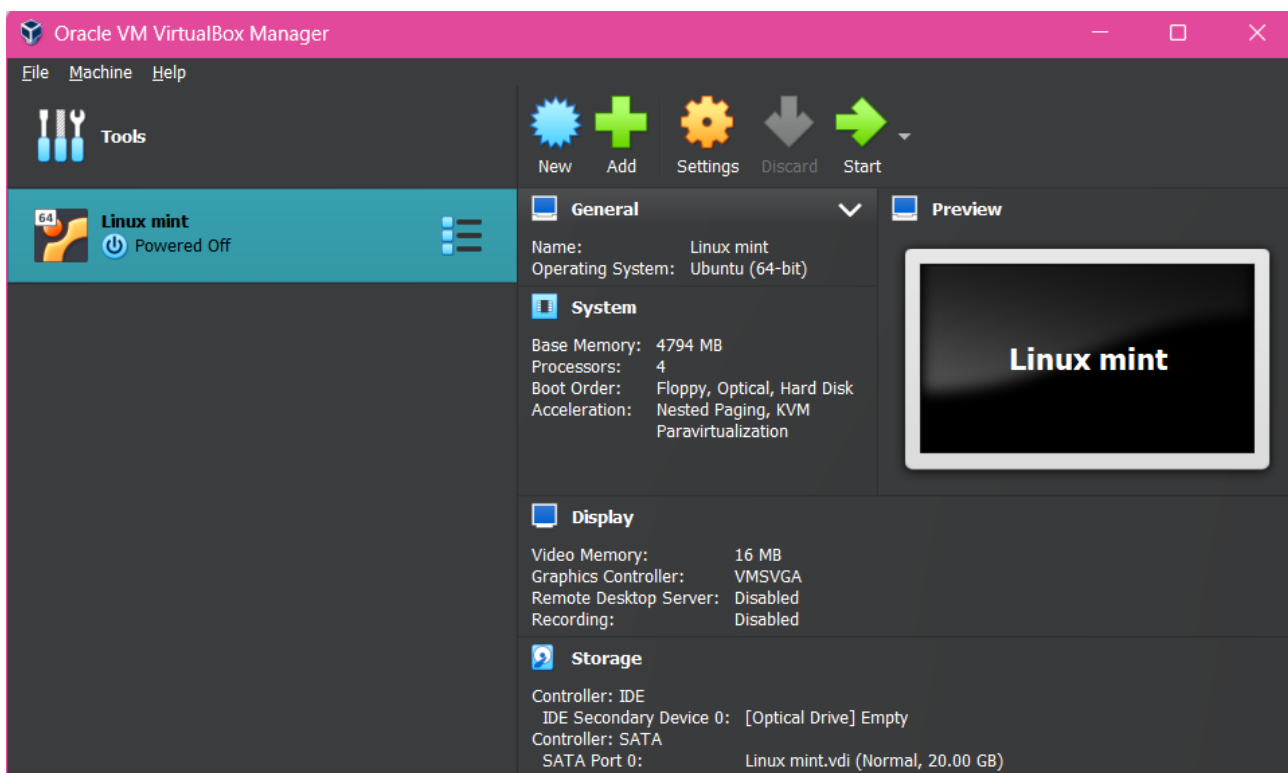 Oracle VM VirtualBox Manager
File Machine Help
Tools
New Add Settings Discard Start
64
Linux mint
Powered Off
General
Name: Linux mint
Operating System: Ubuntu (64-bit)
System
Base Memory: 4794 MB
Processors: 4
Boot Order: Floppy, Optical, Hard Disk
Acceleration: Nested Paging, KVM
Paravirtualization
Preview
Linux mint
Display
Video Memory: 16 MB
Graphics Controller: VMSVGA
Remote Desktop Server: Disabled
Recording: Disabled
Storage
Controller: IDE
IDE Secondary Device 0: [Optical Drive] Empty
Controller: SATA
SATA Port 0: Linux mint.vdi (Normal, 20.00 GB)